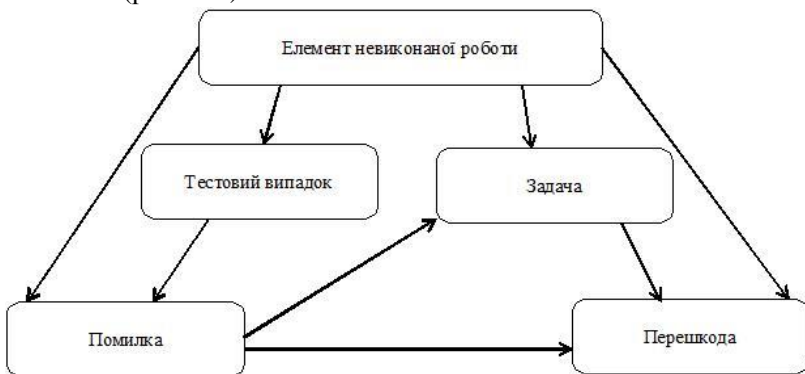 Елемент невиконаної роботи
Тестовий випадок
Задача
Помилка
Перешкода